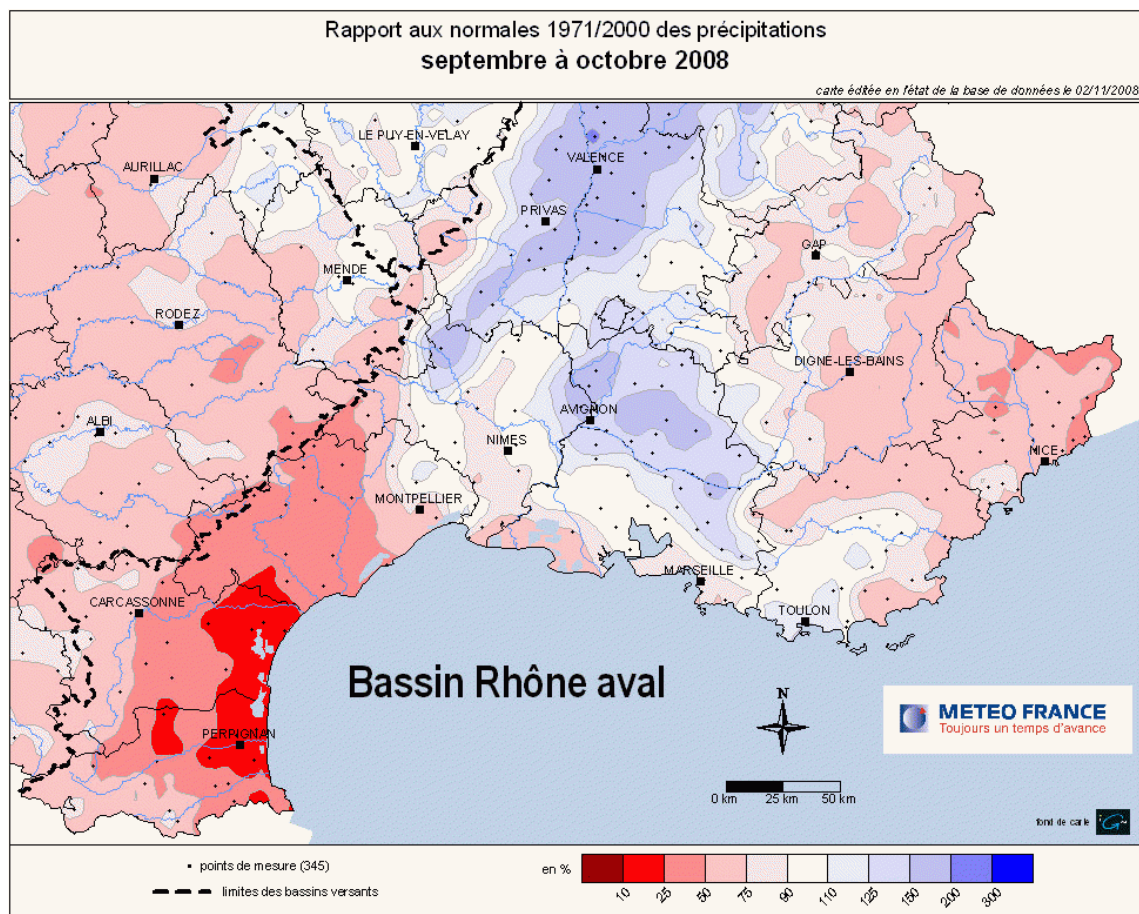 Rapport aux normales 1971/2000 des précipitations
septembre à octobre 2008
carte éditée en l'état de la base de données le 02/11/2008
LE PUY-EN-VELAY
AURILLAC
VALENCE
PRIVAS
GAP
MENDE
RODEZ
DIGNE-LES-BAINS
ALBI
AVIGNON
NIMES
NICE
MONTPELLIER
MARSEILLE
CARCASSONNE
TOULON
Bassin Rhône aval
N
METEO FRANCE
Toujours un temps d'avance
PERPIGNAN
0 km 25 km 50 km
fond de carte
points de mesure (345)
limites des bassins versants
en %
10 25 50 75 90 110 125 150 200 300